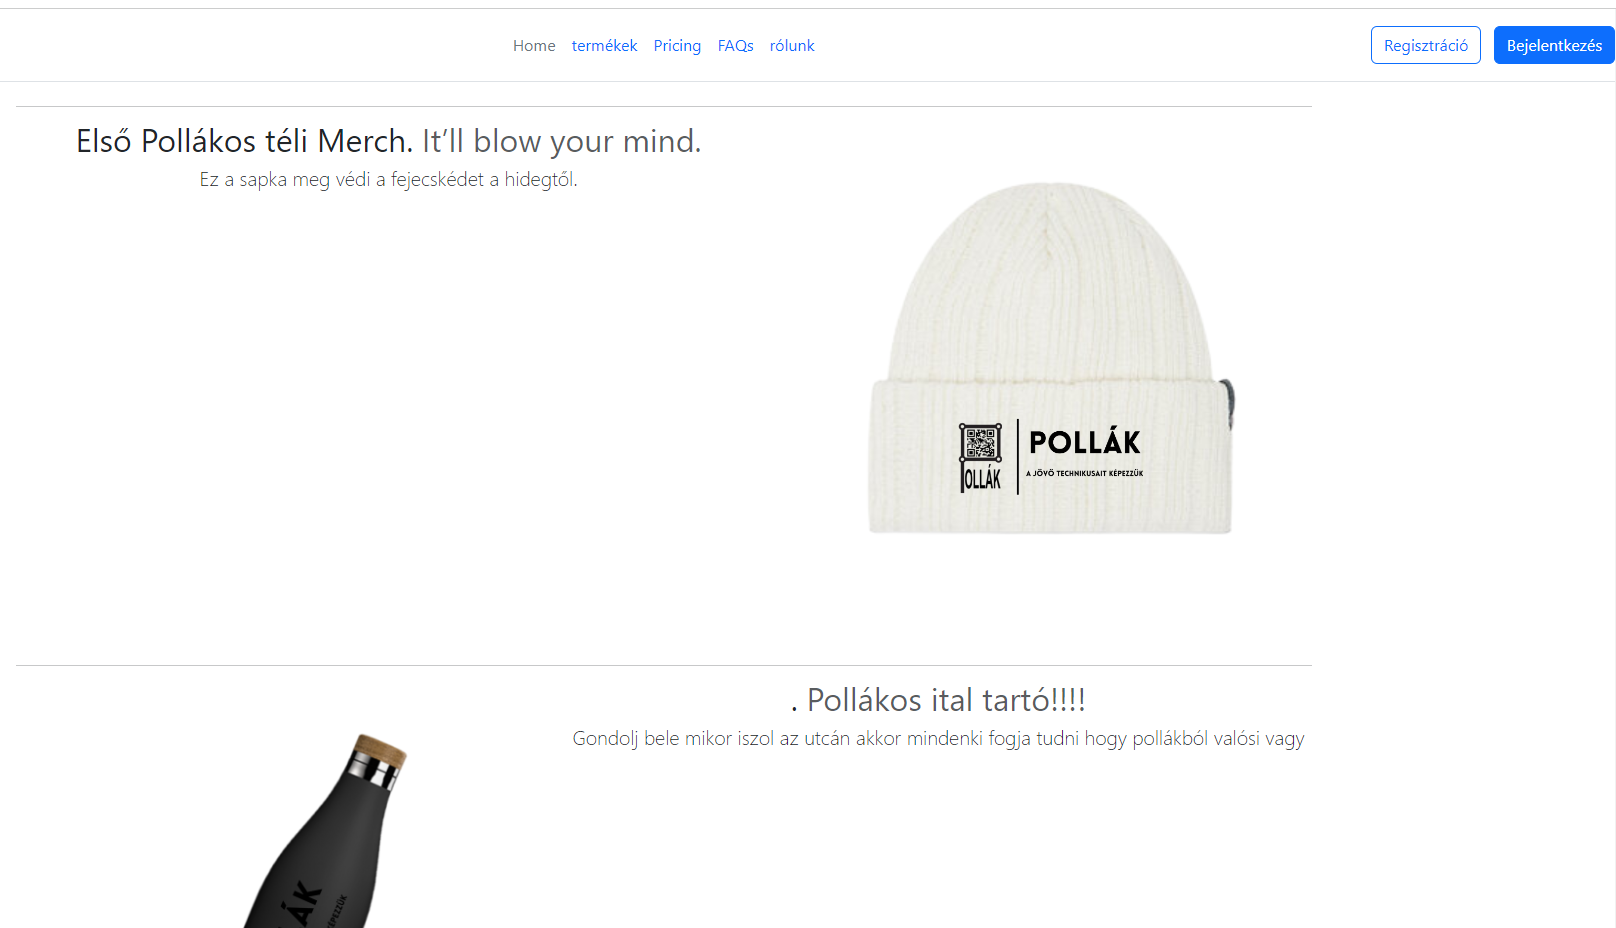 Home termékek Pricing FAQs rólunk Regisztráció Bejelentkezés
Első Pollákos téli Merch. It’ll blow your mind.
Ez a sapka meg védi a fejecskédet a hidegtől.
POLLÁK
A JÖVŐ TECHNIKUSAIT KÉPEZZÜK
POLLÁK
. Pollákos ital tartó!!!!
Gondolj bele mikor iszol az utcán akkor mindenki fogja tudni hogy pollákból valósi vagy
ÁK
KÉPEZZÜK